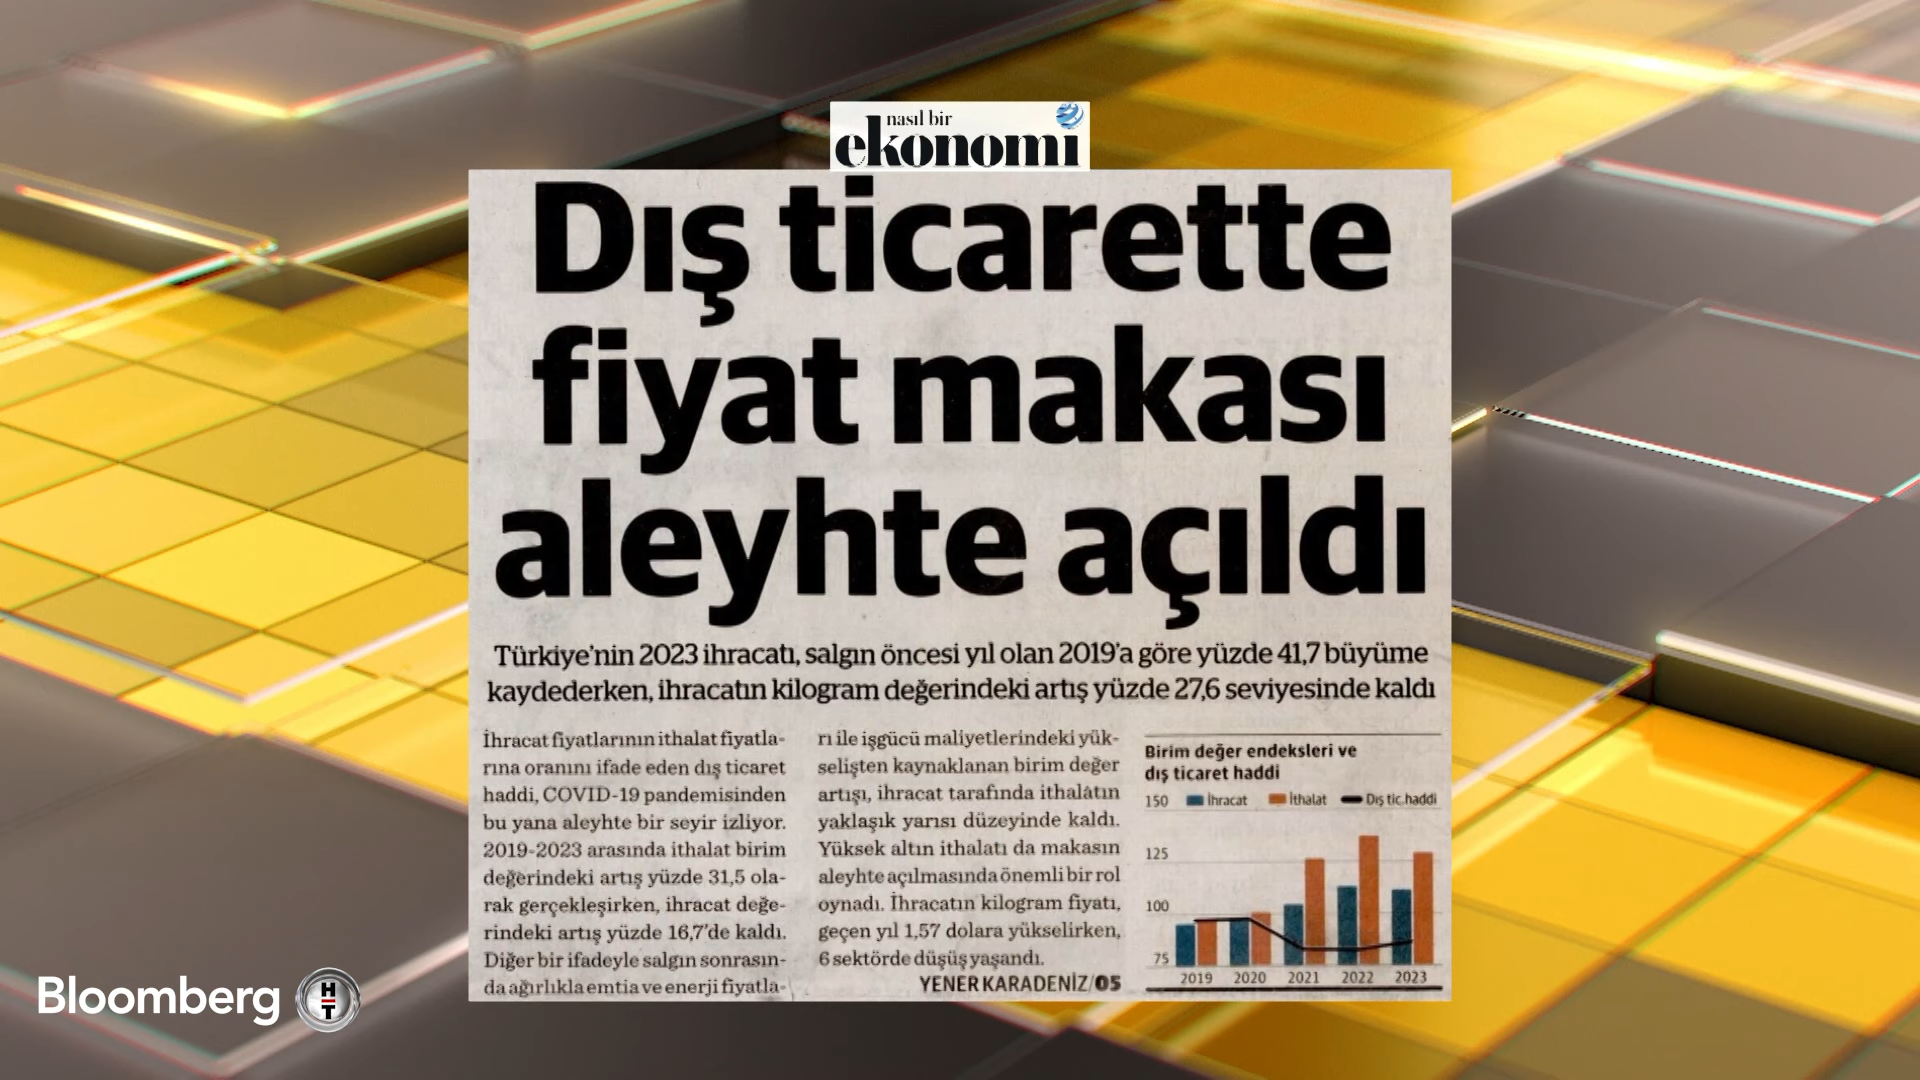 nasıl bir
ekonomi
Dış ticarette
fiyat makası
aleyhte açıldı
Türkiye'nin 2023 ihracatı, salgın öncesi yıl olan 2019'a göre yüzde 41,7 büyüme
kaydederken, ihracatın kilogram değerindeki artış yüzde 27,6 seviyesinde kaldı
İhracat fiyatlarının ithalat fiyatla-
rına oranını ifade eden dış ticaret
haddi, COVID-19 pandemisinden
bu yana aleyhte bir seyir izliyor.
2019-2023 arasında ithalat birim
değerindeki artış yüzde 31,5 ola-
rak gerçekleşirken, ihracat değe-
rindeki artış yüzde 16,7'de kaldı.
Diğer bir ifadeyle salgın sonrasın-
da ağırlıkla emtia ve enerji fiyatla-
rı ile işgücü maliyetlerindeki yük-
selişten kaynaklanan birim değer
artışı, ihracat tarafında ithalatın
yaklaşık yarısı düzeyinde kaldı.
Yüksek altın ithalatı da makasın
aleyhte açılmasında önemli bir rol
oynadı. İhracatın kilogram fiyatı,
geçen yıl 1,57 dolara yükselirken,
6 sektörde düşüş yaşandı.
YENER KARADENİZ/05
Birim değer endeksleri ve
dış ticaret haddi
150 İhracat İthalat Dış tic. haddi
125
100
75
2019 2020 2021 2022 2023
Bloomberg HT